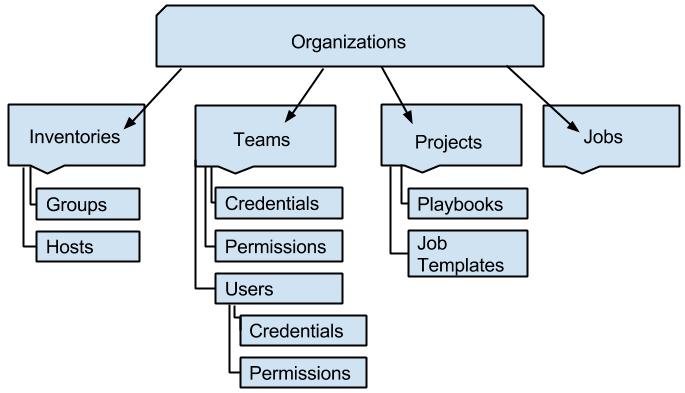 Organizations
Inventories
Teams
Projects
Jobs
Groups
Hosts
Credentials
Permissions
Users
Credentials
Permissions
Playbooks
Job
Templates